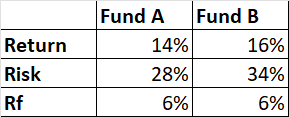 Fund A Fund B
Return 14% 16%
Risk 28% 34%
Rf 6% 6%